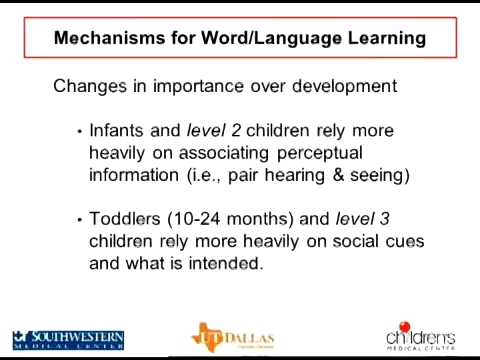 Mechanisms for Word/Language Learning
Changes in importance over development
• Infants and level 2 children rely more
heavily on associating perceptual
information (i.e., pair hearing & seeing)
• Toddlers (10-24 months) and level 3
children rely more heavily on social cues
and what is intended.
SOUTHWESTERN
MEDICAL CENTER
UT DALLAS
children's
MEDICAL CENTER